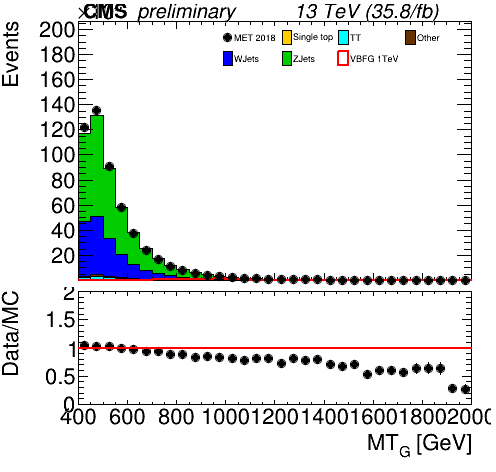 CMS preliminary 13 TeV (35.8/fb)
Events
200
180
160
140
120
100
80
60
40
20
MET 2018 Single top TT Other
WJets ZJets VBFG 1TeV
Data/MC
2
1.5
1
0.5
0
400 600 800 1000 1200 1400 1600 1800 2000
MT_G [GeV]